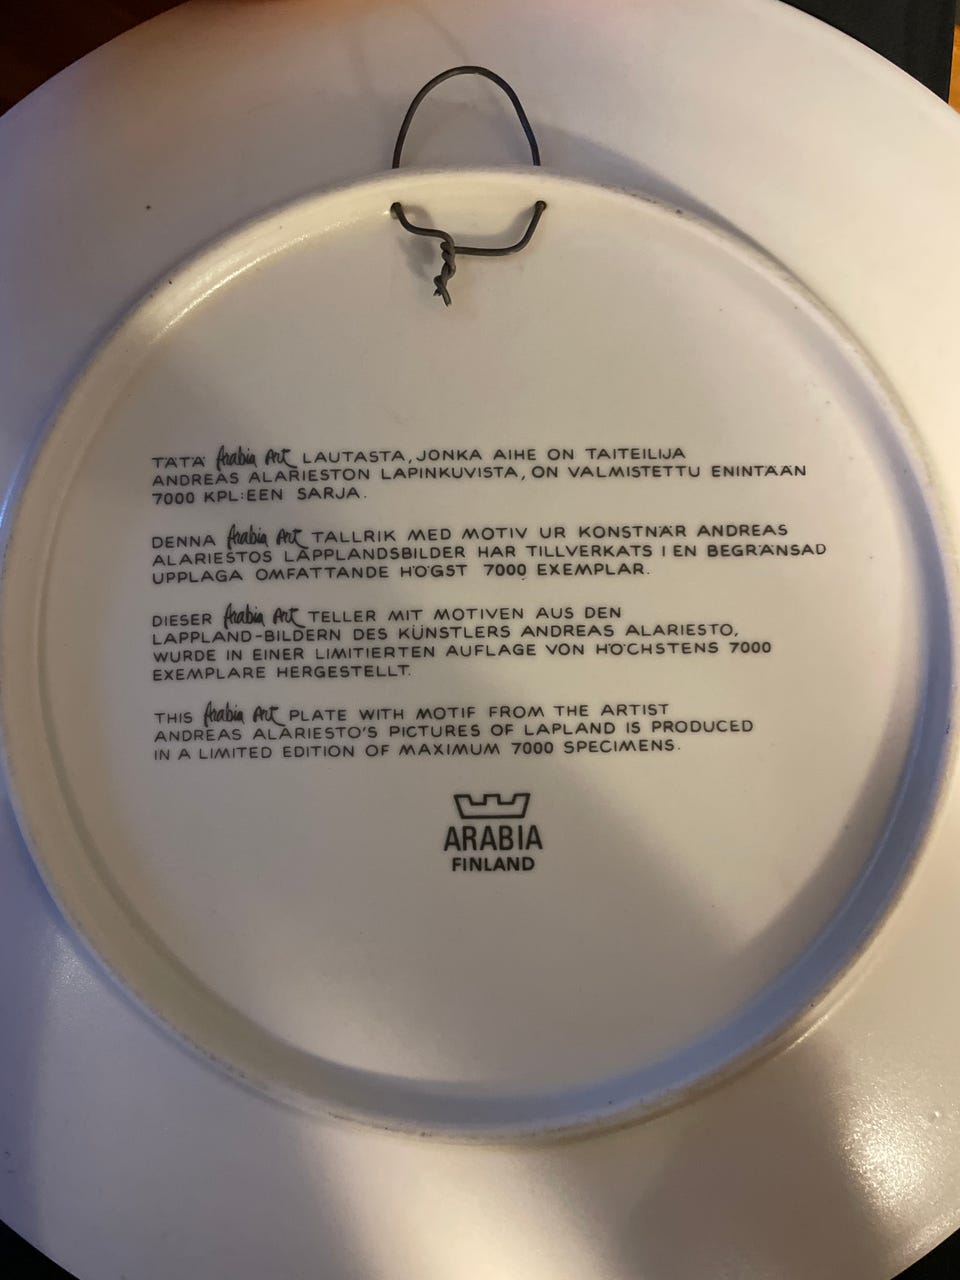 TÄTÄ Arabia Art LAUTASTA, JONKA AIHE ON TAITEILIJA
ANDREAS ALARIESTON LAPINKUVISTA, ON VALMISTETTU ENINTÄÄN
7000 KPL:EEN SARJA.
DENNA Arabia Art TALLRIK MED MOTIV UR KONSTNÄR ANDREAS
ALARIESTOS LAPPLANDSBILDER HAR TILLVERKATS I EN BEGRÄNSAD
UPPLAGA OMFATTANDE HÖGST 7000 EXEMPLAR.
DIESER Arabia Art TELLER MIT MOTIVEN AUS DEN
LAPPLAND-BILDERN DES KÜNSTLERS ANDREAS ALARIESTO,
WURDE IN EINER LIMITIERTEN AUFLAGE VON HÖCHSTENS 7000
EXEMPLARE HERGESTELLT.
THIS Arabia Art PLATE WITH MOTIF FROM THE ARTIST
ANDREAS ALARIESTO'S PICTURES OF LAPLAND IS PRODUCED
IN A LIMITED EDITION OF MAXIMUM 7000 SPECIMENS.
ARABIA
FINLAND